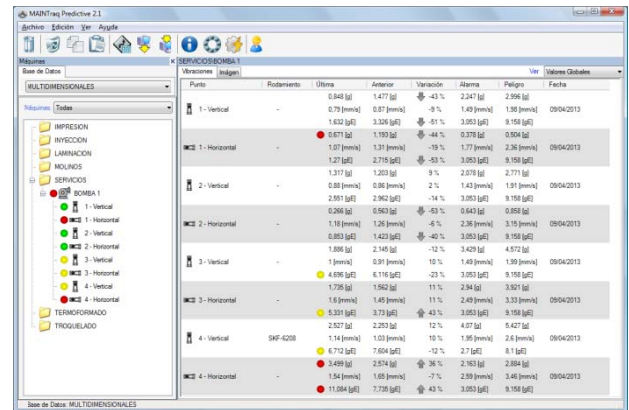 MAINTraq Predictive 2.1
Archivo Edición Ver Ayude
Máquinas
SERVICIOS\BOMBA 1
Base de Datos
Vibraciones Imágen
Ver Valores Globales
MULTIDIMENSIONALES
Máquinas: Todas
IMPRESION
INYECCION
LAMINACION
MOLINOS
SERVICIOS
BOMBA 1
1 - Vertical
1 - Horizontal
2 - Vertical
2 - Horizontal
3 - Vertical
3 - Horizontal
4 - Vertical
4 - Horizontal
TERMOFORMADO
TROQUELADO
Punto Rodamiento Última Anterior Variación Alarma Peligro Fecha
0,848 [g] 1,477 [g] -43 % 2,247 [g] 2,996 [g]
1 - Vertical - 0,79 [mm/s] 0,87 [mm/s] -9 % 1,49 [mm/s] 1,98 [mm/s] 09/04/2013
1,632 [gE] 3,326 [gE] -51 % 3,053 [gE] 9,158 [gE]
0,671 [g] 1,193 [g] -44 % 0,378 [g] 0,504 [g]
1 - Horizontal - 1,07 [mm/s] 1,31 [mm/s] -19 % 1,77 [mm/s] 2,36 [mm/s] 09/04/2013
1,27 [gE] 2,715 [gE] -53 % 3,053 [gE] 9,158 [gE]
1,317 [g] 1,203 [g] 9 % 2,078 [g] 2,771 [g]
2 - Vertical - 0,88 [mm/s] 0,86 [mm/s] 2 % 1,43 [mm/s] 1,91 [mm/s] 09/04/2013
2,551 [gE] 2,962 [gE] -14 % 3,053 [gE] 9,158 [gE]
0,266 [g] 0,563 [g] -53 % 0,643 [g] 0,858 [g]
2 - Horizontal - 1,18 [mm/s] 1,26 [mm/s] -6 % 2,36 [mm/s] 3,15 [mm/s] 09/04/2013
0,853 [gE] 1,423 [gE] -40 % 3,053 [gE] 9,158 [gE]
1,886 [g] 2,145 [g] -12 % 3,429 [g] 4,572 [g]
3 - Vertical - 1 [mm/s] 0,91 [mm/s] 10 % 1,49 [mm/s] 1,99 [mm/s] 09/04/2013
4,696 [gE] 6,116 [gE] -23 % 3,053 [gE] 9,158 [gE]
1,735 [g] 1,562 [g] 11 % 2,94 [g] 3,921 [g]
3 - Horizontal - 1,6 [mm/s] 1,45 [mm/s] 11 % 2,49 [mm/s] 3,33 [mm/s] 09/04/2013
5,331 [gE] 3,73 [gE] 43 % 3,053 [gE] 9,158 [gE]
2,527 [g] 2,253 [g] 12 % 4,07 [g] 5,427 [g]
4 - Vertical SKF-6208 1,14 [mm/s] 1,03 [mm/s] 10 % 1,95 [mm/s] 2,6 [mm/s] 09/04/2013
6,712 [gE] 7,604 [gE] -12 % 2,7 [gE] 8,1 [gE]
3,499 [g] 2,574 [g] 36 % 2,163 [g] 2,884 [g]
4 - Horizontal - 1,54 [mm/s] 1,65 [mm/s] -7 % 2,59 [mm/s] 3,46 [mm/s] 09/04/2013
11,084 [gE] 7,735 [gE] 43 % 3,053 [gE] 9,158 [gE]
Base de Datos: MULTIDIMENSIONALES